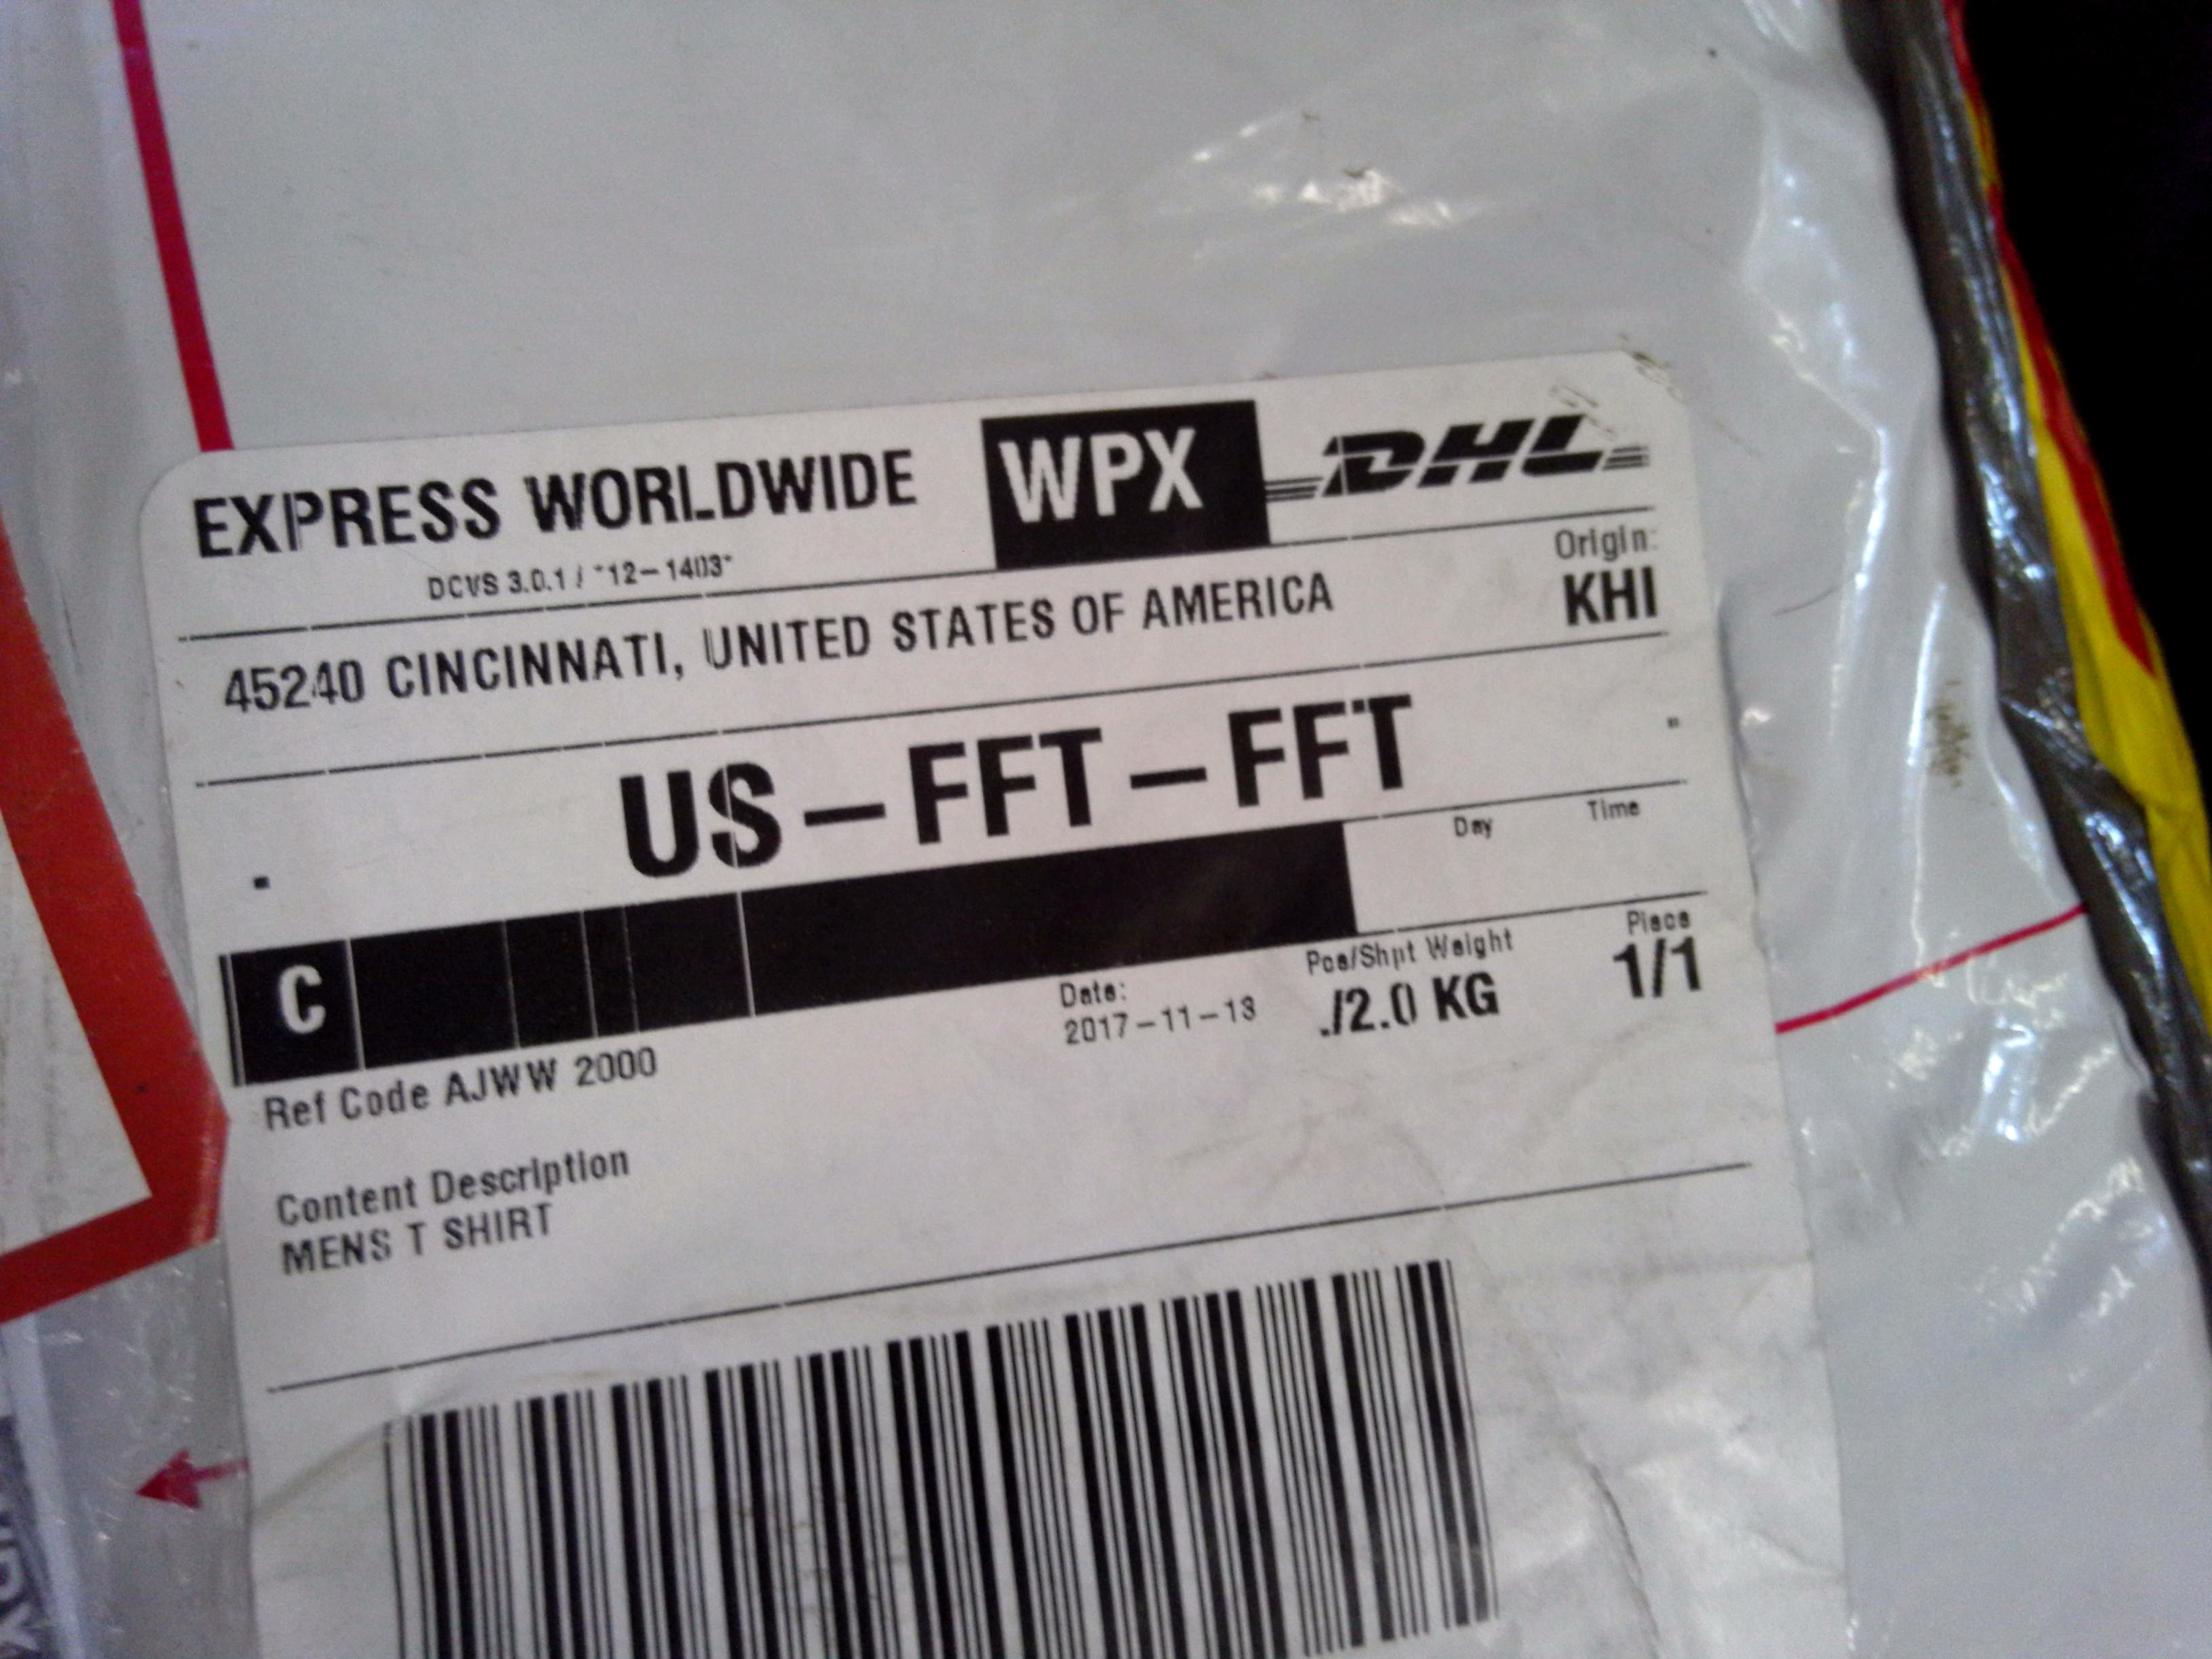 EXPRESS WORLDWIDE WPX DHL
DCVS 3.0.1 / "12-1403"
Origin:
45240 CINCINNATI, UNITED STATES OF AMERICA KHI
US-FFT-FFT
Day Time
C
Date: Pce/Shpt Weight Piece
2017-11-13 ./2.0 KG 1/1
Ref Code AJWW 2000
Content Description
MENS T SHIRT